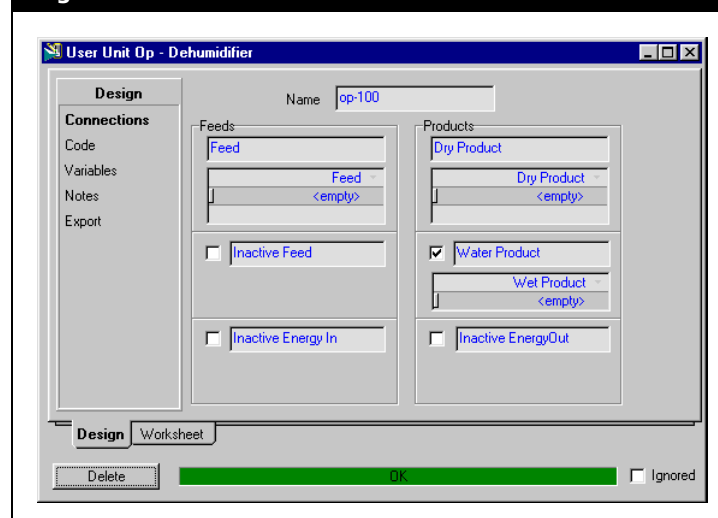 User Unit Op - Dehumidifier
Design
Connections
Code
Variables
Notes
Export
Name op-100
Feeds
Feed
Feed
<empty>
Inactive Feed
Inactive Energy In
Products
Dry Product
Dry Product
<empty>
Water Product
Wet Product
<empty>
Inactive EnergyOut
Design Worksheet
Delete OK Ignored